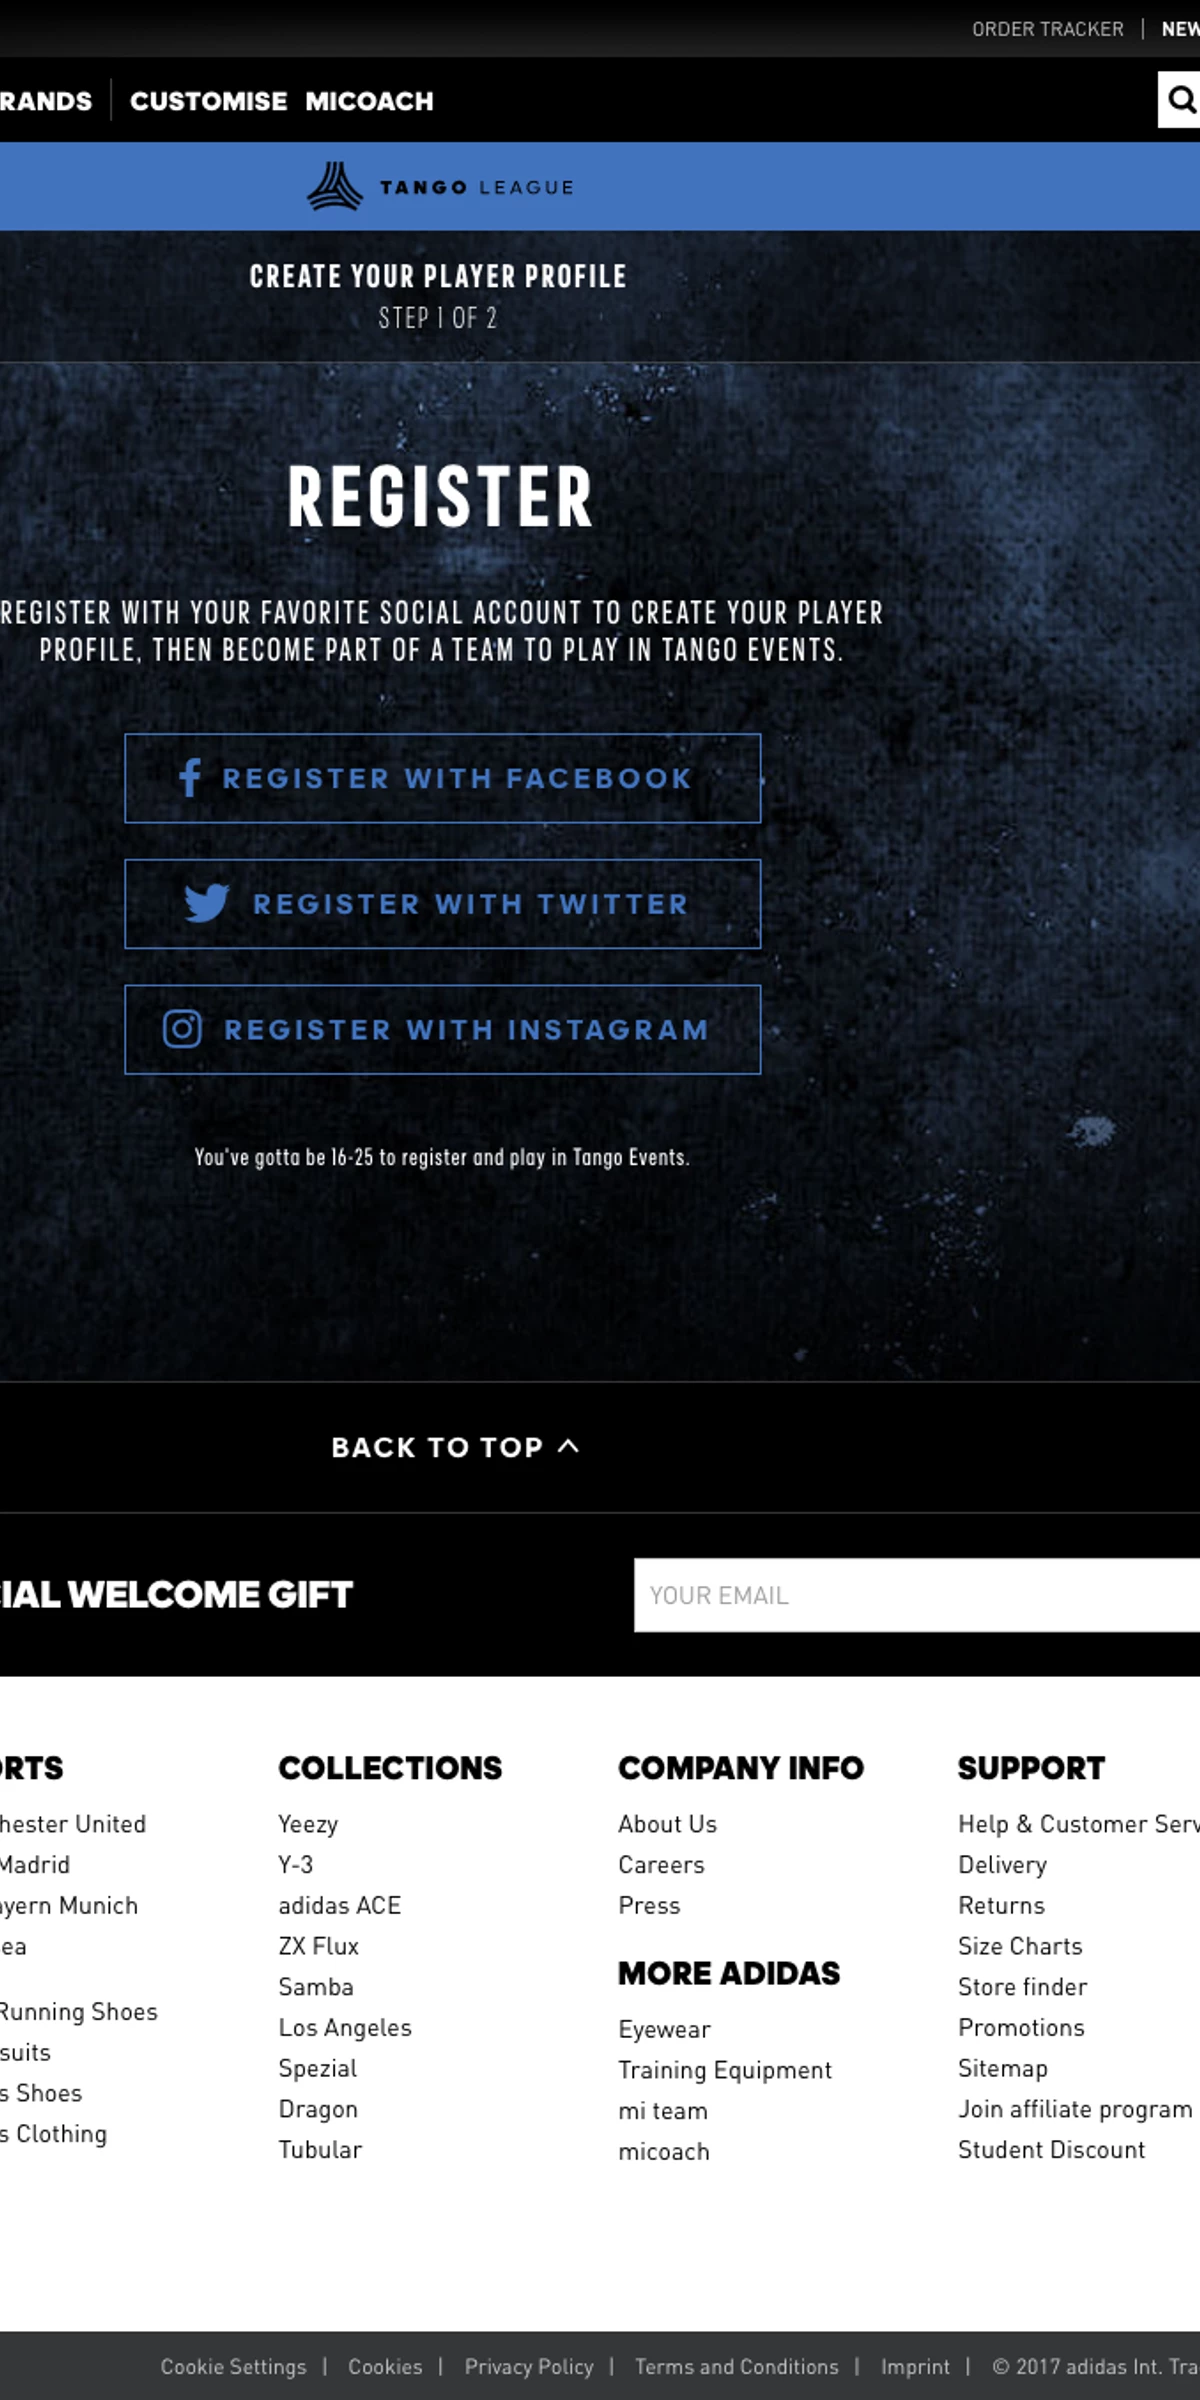 ORDER TRACKER | NEW
RANDS | CUSTOMISE MICOACH
TANGO LEAGUE
CREATE YOUR PLAYER PROFILE
STEP 1 OF 2
REGISTER
REGISTER WITH YOUR FAVORITE SOCIAL ACCOUNT TO CREATE YOUR PLAYER
PROFILE, THEN BECOME PART OF A TEAM TO PLAY IN TANGO EVENTS.
REGISTER WITH FACEBOOK
REGISTER WITH TWITTER
REGISTER WITH INSTAGRAM
You've gotta be 16-25 to register and play in Tango Events.
BACK TO TOP
CIAL WELCOME GIFT
YOUR EMAIL
ORTS
hester United
Madrid
ayern Munich
ea
Running Shoes
suits
s Shoes
s Clothing
COLLECTIONS
Yeezy
Y-3
adidas ACE
ZX Flux
Samba
Los Angeles
Spezial
Dragon
Tubular
COMPANY INFO
About Us
Careers
Press
MORE ADIDAS
Eyewear
Training Equipment
mi team
micoach
SUPPORT
Help & Customer Serv
Delivery
Returns
Size Charts
Store finder
Promotions
Sitemap
Join affiliate program
Student Discount
Cookie Settings | Cookies | Privacy Policy | Terms and Conditions | Imprint | © 2017 adidas Int. Tra